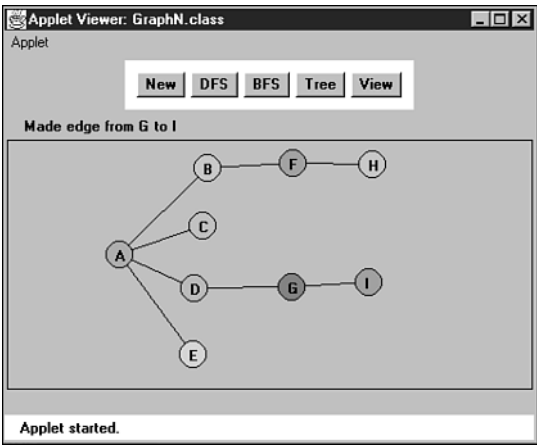 Applet Viewer: GraphN.class
Applet
New DFS BFS Tree View
Made edge from G to I
B F H
C
A
D G I
E
Applet started.